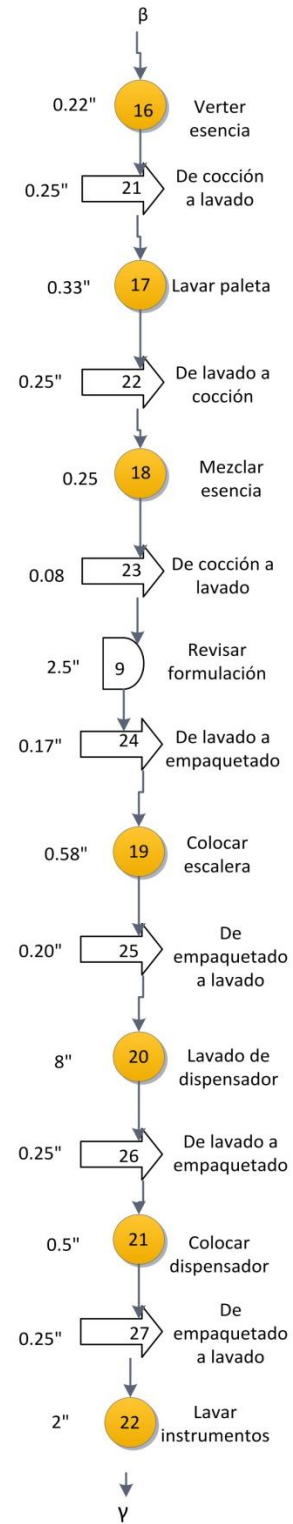 β
0.22"
16
Verter
esencia
0.25"
21
De cocción
a lavado
0.33"
17
Lavar paleta
0.25"
22
De lavado a
cocción
0.25
18
Mezclar
esencia
0.08
23
De cocción a
lavado
2.5"
9
Revisar
formulación
0.17"
24
De lavado a
empaquetado
0.58"
19
Colocar
escalera
0.20"
25
De
empaquetado
a lavado
8"
20
Lavado de
dispensador
0.25"
26
De lavado a
empaquetado
0.5"
21
Colocar
dispensador
0.25"
27
De
empaquetado
a lavado
2"
22
Lavar
instrumentos
γ